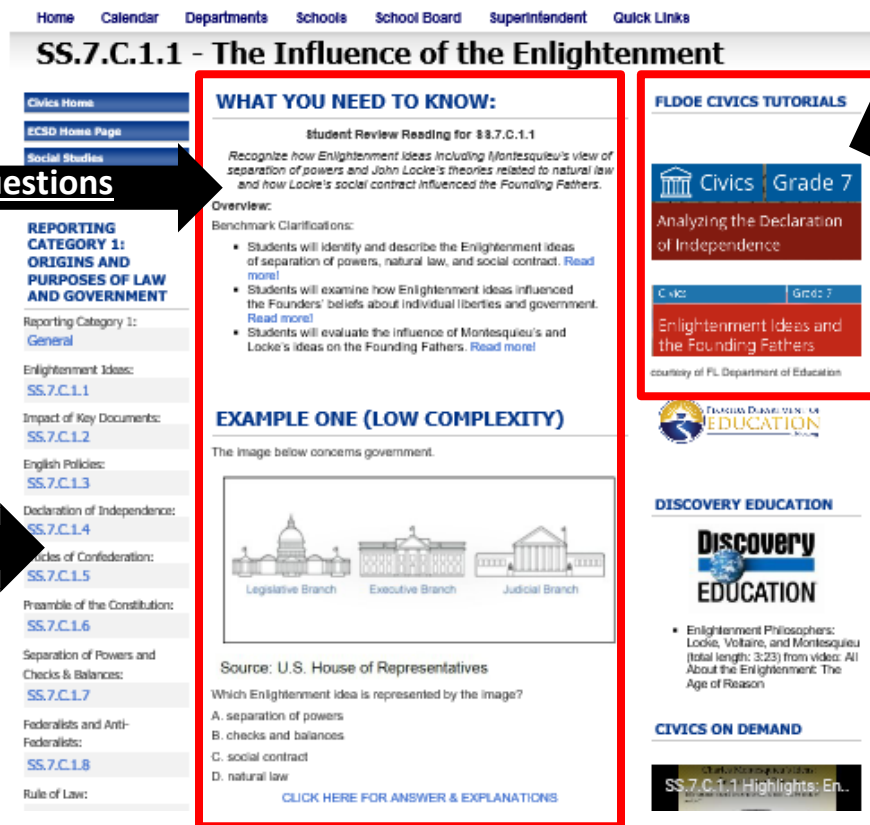 Home Calendar Departments Schools School Board Superintendent Quick Links
SS.7.C.1.1 - The Influence of the Enlightenment
Civics Home
ECSD Home Page
Social Studies
uestions
REPORTING
CATEGORY 1:
ORIGINS AND
PURPOSES OF LAW
AND GOVERNMENT
Reporting Category 1:
General
Enlightenment Ideas:
SS.7.C.1.1
Impact of Key Documents:
SS.7.C.1.2
English Policies:
SS.7.C.1.3
Declaration of Independence:
SS.7.C.1.4
of Confederation:
SS.7.C.1.5
Preamble of the Constitution:
SS.7.C.1.6
Separation of Powers and
Checks & Balances:
SS.7.C.1.7
Federalists and Anti-
Federalists:
SS.7.C.1.8
Rule of Law:
WHAT YOU NEED TO KNOW:
Student Review Reading for SS.7.C.1.1
Recognize how Enlightenment ideas including Montesquieu's view of
separation of powers and John Locke's theories related to natural law
and how Locke's social contract influenced the Founding Fathers.
Overview:
Benchmark Clarifications:
• Students will identify and describe the Enlightenment ideas
of separation of powers, natural law, and social contract. Read
more!
• Students will examine how Enlightenment ideas influenced
the Founders' beliefs about individual liberties and government.
Read more!
• Students will evaluate the influence of Montesquieu's and
Locke's ideas on the Founding Fathers. Read more!
EXAMPLE ONE (LOW COMPLEXITY)
The image below concerns government.
Legislative Branch Executive Branch Judicial Branch
Source: U.S. House of Representatives
Which Enlightenment idea is represented by the image?
A. separation of powers
B. checks and balances
C. social contract
D. natural law
CLICK HERE FOR ANSWER & EXPLANATIONS
FLDOE CIVICS TUTORIALS
Civics Grade 7
Analyzing the Declaration
of Independence
Civics Grade 7
Enlightenment Ideas and
the Founding Fathers
courtesy of FL Department of Education
FLORIDA DEPARTMENT OF
EDUCATION
DISCOVERY EDUCATION
Discovery
EDUCATION
• Enlightenment Philosophers:
Locke, Voltaire, and Montesquieu
(total length: 3:23) from video: All
About the Enlightenment: The
Age of Reason
CIVICS ON DEMAND
SS.7.C.1.1 Highlights: En..